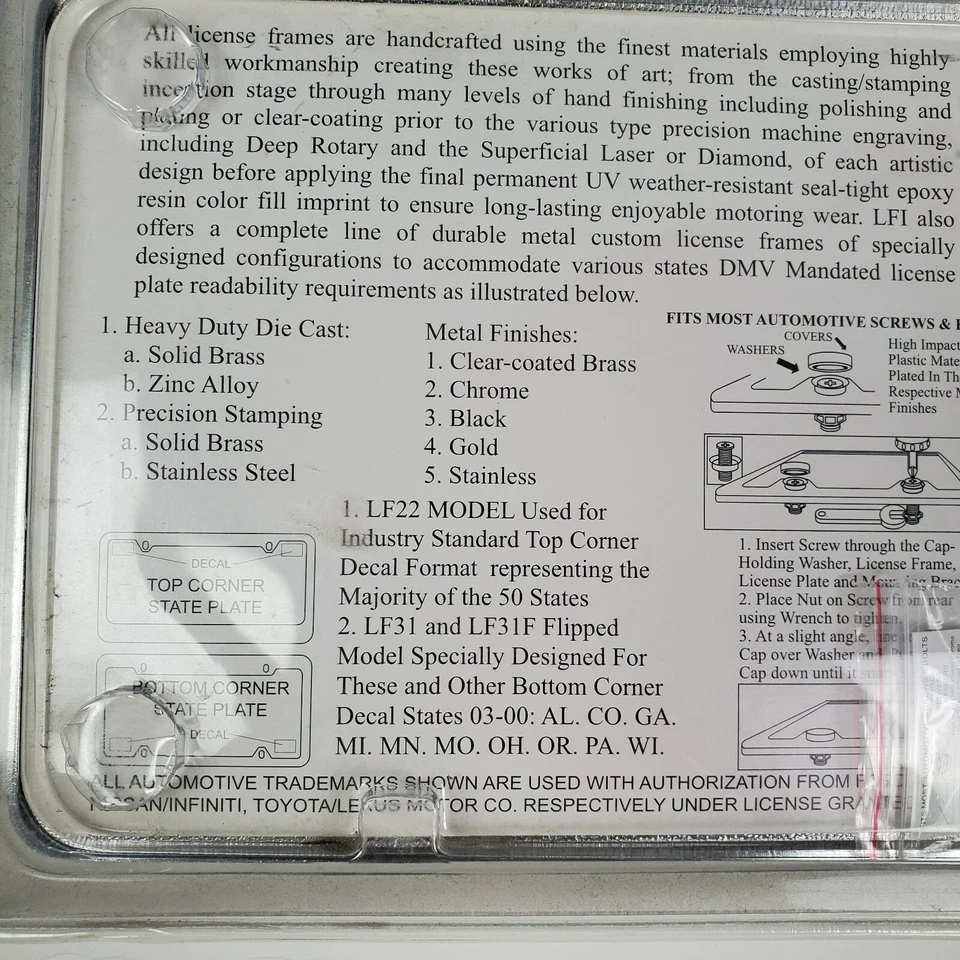 All license frames are handcrafted using the finest materials employing highly
skilled workmanship creating these works of art; from the casting/stamping
inception stage through many levels of hand finishing including polishing and
plating or clear-coating prior to the various type precision machine engraving,
including Deep Rotary and the Superficial Laser or Diamond, of each artistic
design before applying the final permanent UV weather-resistant seal-tight epoxy
resin color fill imprint to ensure long-lasting enjoyable motoring wear. LFI also
offers a complete line of durable metal custom license frames of specially
designed configurations to accommodate various states DMV Mandated license
plate readability requirements as illustrated below.
1. Heavy Duty Die Cast:
a. Solid Brass
b. Zinc Alloy
2. Precision Stamping
a. Solid Brass
b. Stainless Steel
Metal Finishes:
1. Clear-coated Brass
2. Chrome
3. Black
4. Gold
5. Stainless
FITS MOST AUTOMOTIVE SCREWS &
COVERS
WASHERS
High Impact
Plastic
Plated In
Respective
Finishes
DECAL
TOP CORNER
STATE PLATE
BOTTOM CORNER
STATE PLATE
DECAL
1. LF22 MODEL Used for
Industry Standard Top Corner
Decal Format representing the
Majority of the 50 States
2. LF31 and LF31F Flipped
Model Specially Designed For
These and Other Bottom Corner
Decal States 03-00: AL. CO. GA.
MI. MN. MO. OH. OR. PA. WI.
1. Insert Screw through the Cap-
Holding Washer, License Frame,
License Plate and Mounting
2. Place Nut on Screw from rear
using Wrench to tighten.
3. At a slight angle,
Cap over Washer and
Cap down until it
ALL AUTOMOTIVE TRADEMARKS SHOWN ARE USED WITH AUTHORIZATION FROM
NISSAN/INFINITI, TOYOTA/LEXUS MOTOR CO. RESPECTIVELY UNDER LICENSE
BOLTS